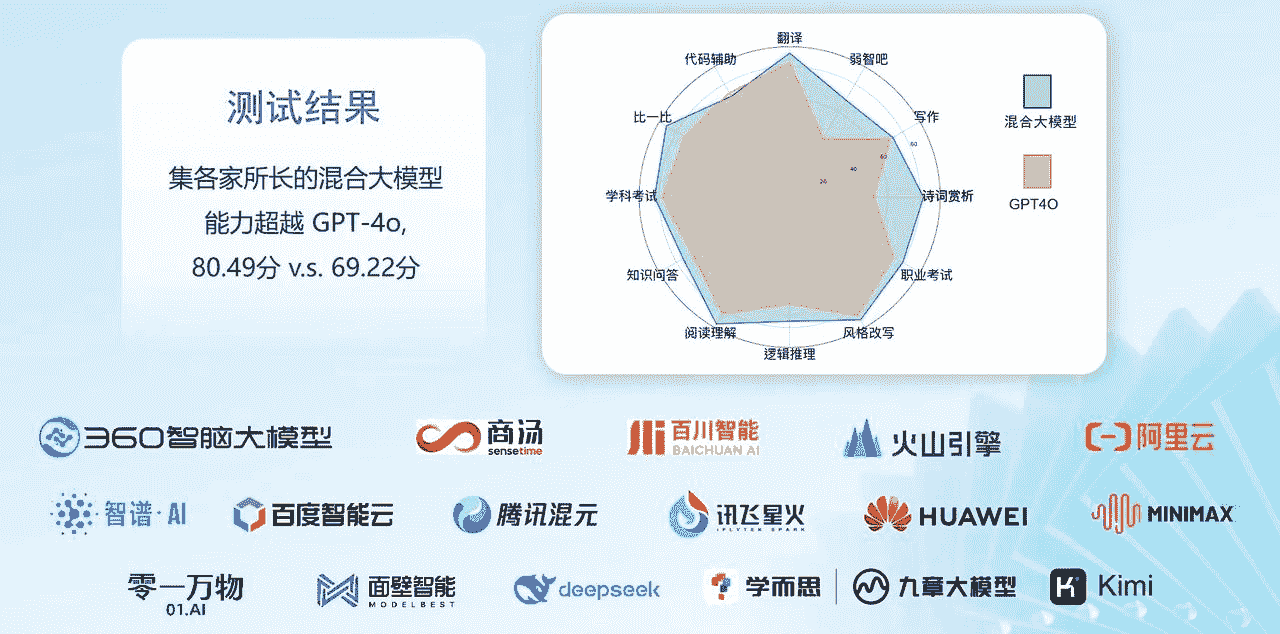 测试结果
集各家所长的混合大模型
能力超越 GPT-4o,
80.49分 v.s. 69.22分
翻译
弱智吧
写作
诗词赏析
职业考试
风格改写
逻辑推理
阅读理解
知识问答
学科考试
比一比
代码辅助
20
40
60
80
混合大模型
GPT4O
360智脑大模型
商汤
sensetime
百川智能
BAICHUAN AI
火山引擎
阿里云
智谱·AI
百度智能云
腾讯混元
讯飞星火
IFLYTEK SPARK
HUAWEI
MINIMAX
零一万物
01.AI
面壁智能
MODELBEST
deepseek
学而思
九章大模型
Kimi